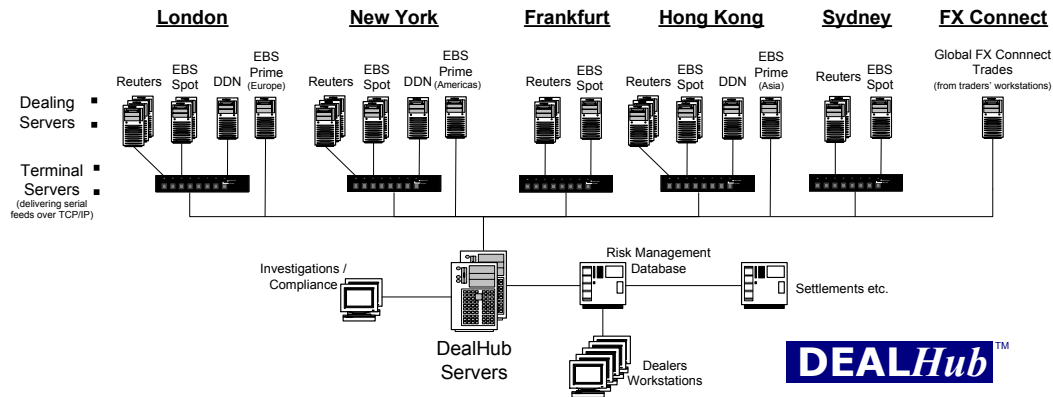 London
New York
Frankfurt
Hong Kong
Sydney
FX Connect
Reuters
EBS
Spot
DDN
EBS
Prime
(Europe)
Reuters
EBS
Spot
DDN
EBS
Prime
(Americas)
Reuters
EBS
Spot
Reuters
EBS
Spot
DDN
EBS
Prime
(Asia)
Reuters
EBS
Spot
Global FX Connnect
Trades
(from traders' workstations)
Dealing
Servers
Terminal
Servers
(delivering serial
feeds over TCP/IP)
Investigations /
Compliance
DealHub
Servers
Risk Management
Database
Settlements etc.
Dealers
Workstations
DEALHub™